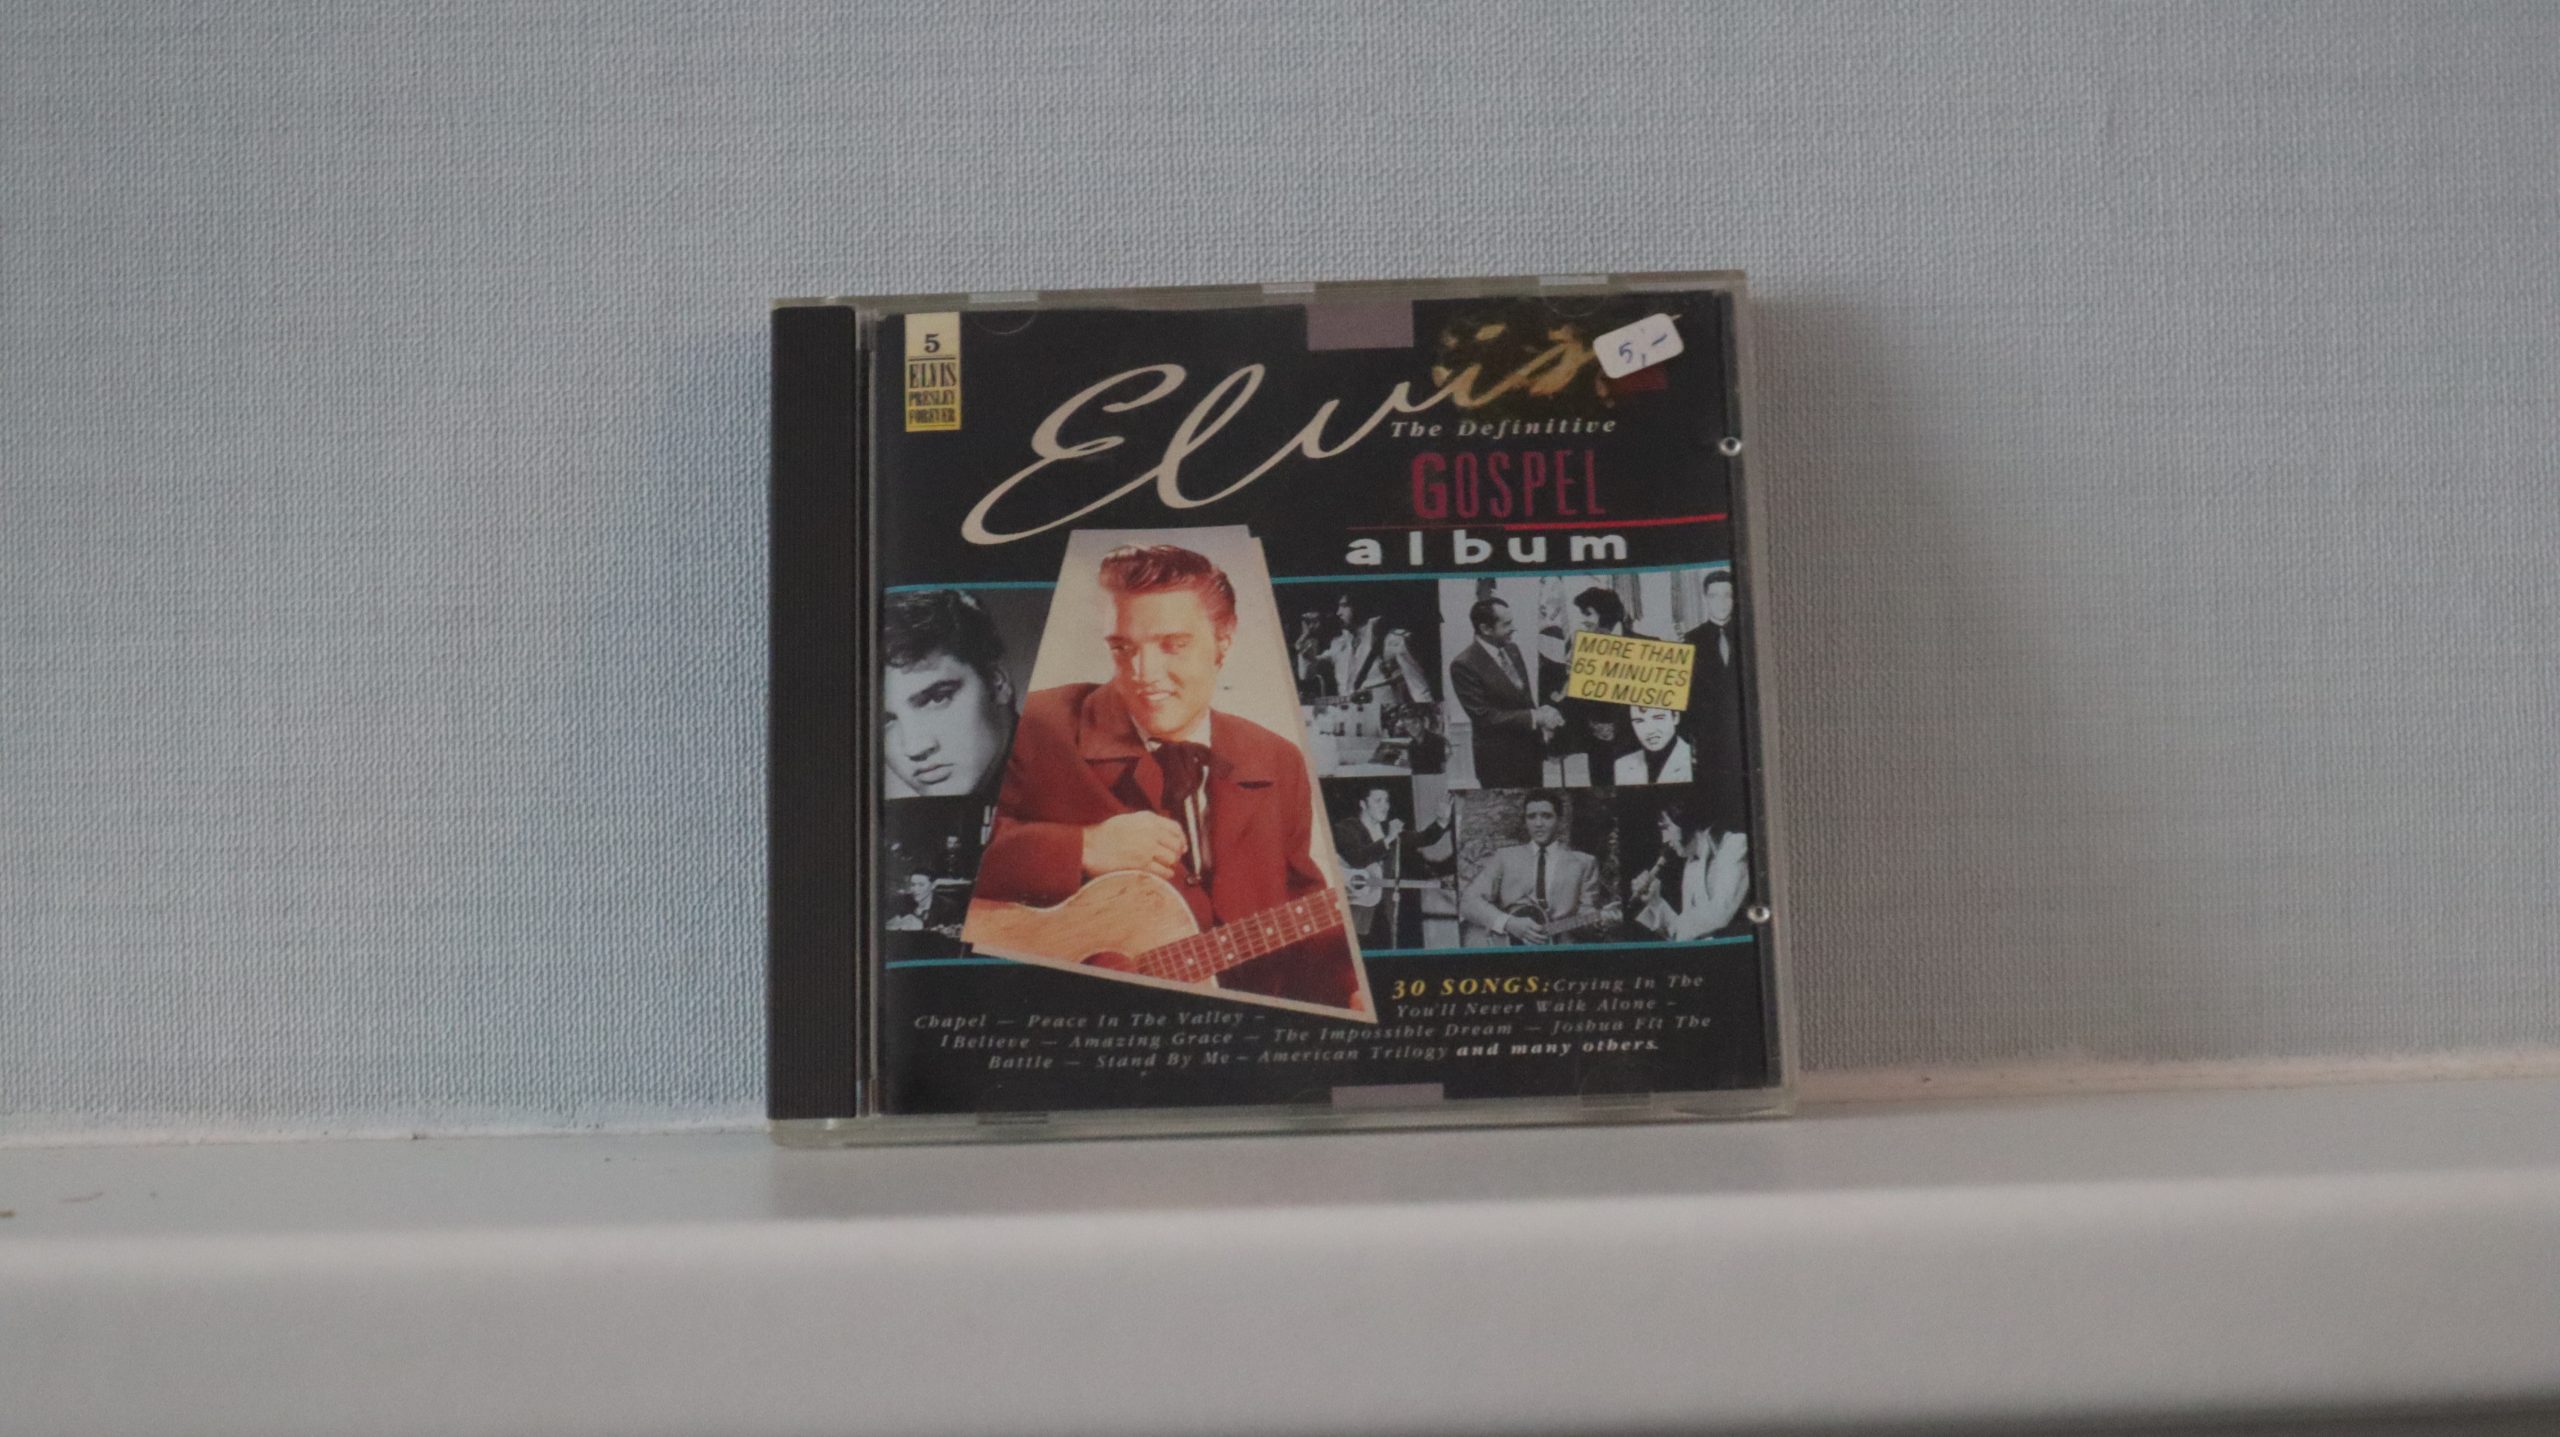 5
ELVIS
PRESLEY
FOREVER
Elvis
5,-
The Definitive
GOSPEL
album
MORE THAN
65 MINUTES
CD MUSIC
30 SONGS: Crying In The
Chapel — Peace In The Valley – You'll Never Walk Alone –
I Believe — Amazing Grace — The Impossible Dream — Joshua Fit The
Battle — Stand By Me – American Trilogy and many others.